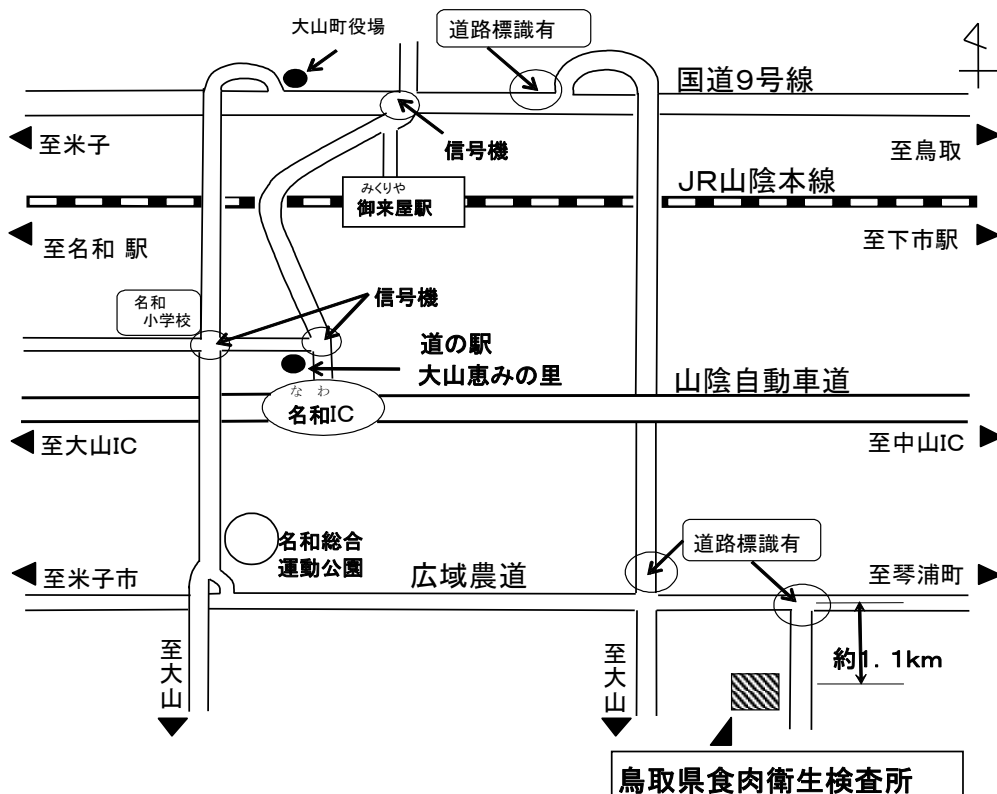 大山町役場
道路標識有
国道9号線
至米子
信号機
至鳥取
JR山陰本線
みくりや
御来屋駅
至名和 駅
至下市駅
名和
小学校
信号機
道の駅
大山恵みの里
山陰自動車道
なわ
名和IC
至大山IC
至中山IC
名和総合
運動公園
道路標識有
至米子市
広域農道
至琴浦町
至大山
至大山
約1.1km
鳥取県食肉衛生検査所